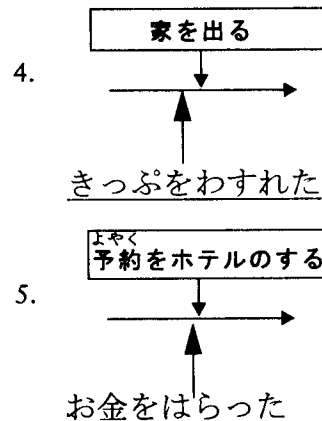 家を出る
4.
きっぷをわすれた
よやく
予約をホテルのする
5.
お金をはらった